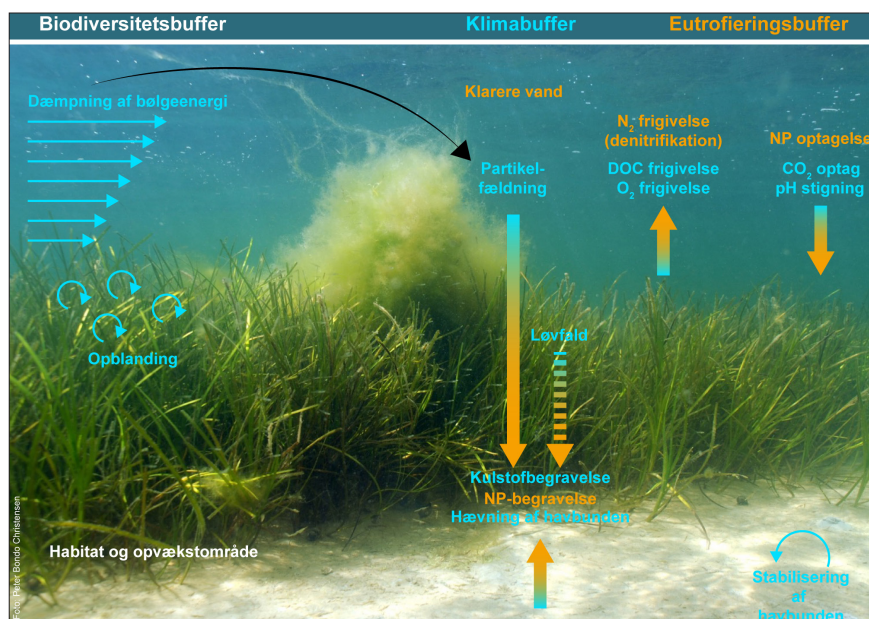 Biodiversitetsbuffer
Klimabuffer
Eutrofieringsbuffer
Dæmpning af bølgeenergi
Klarere vand
N2 frigivelse
(denitrifikation)
NP optagelse
Partikel-
fældning
DOC frigivelse
O2 frigivelse
CO2 optag
pH stigning
Opblanding
Løvfald
Kulstofbegravelse
NP-begravelse
Hævning af havbunden
Habitat og opvækstområde
Stabilisering
af
havbunden
Foto: Peter Bondo Christensen